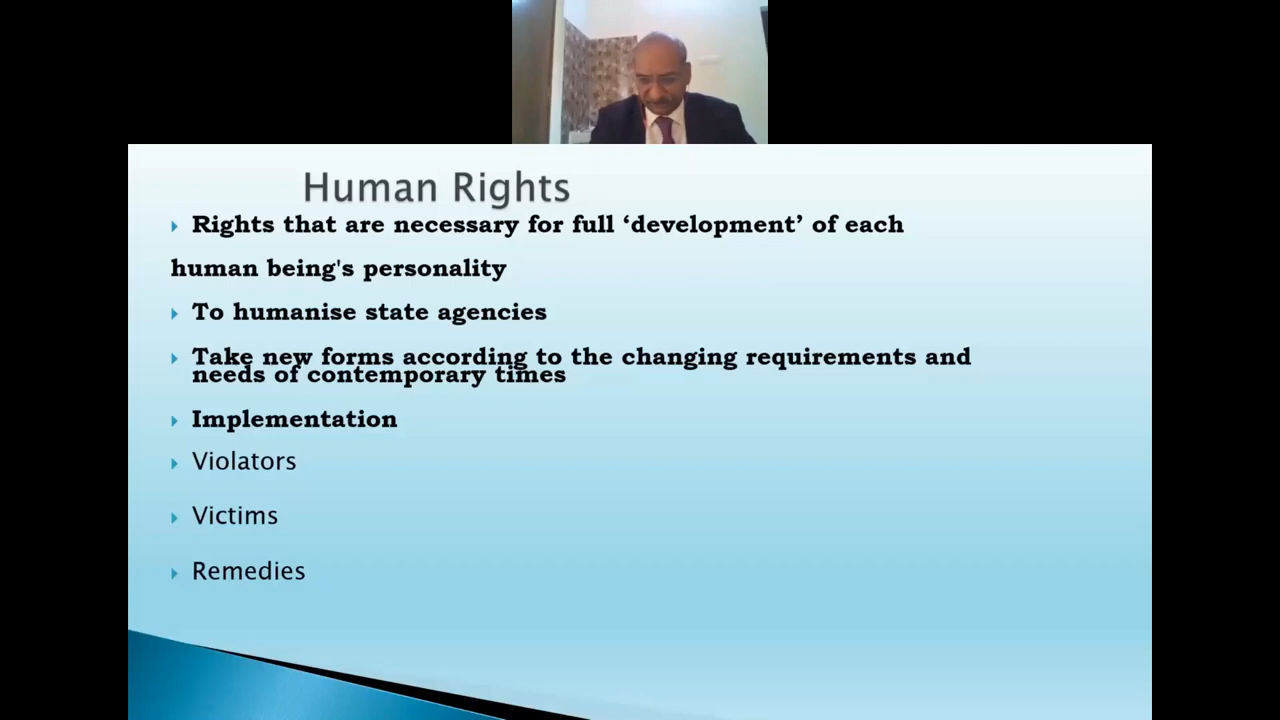 Human Rights
Rights that are necessary for full ‘development’ of each
human being's personality
To humanise state agencies
Take new forms according to the changing requirements and
needs of contemporary times
Implementation
Violators
Victims
Remedies